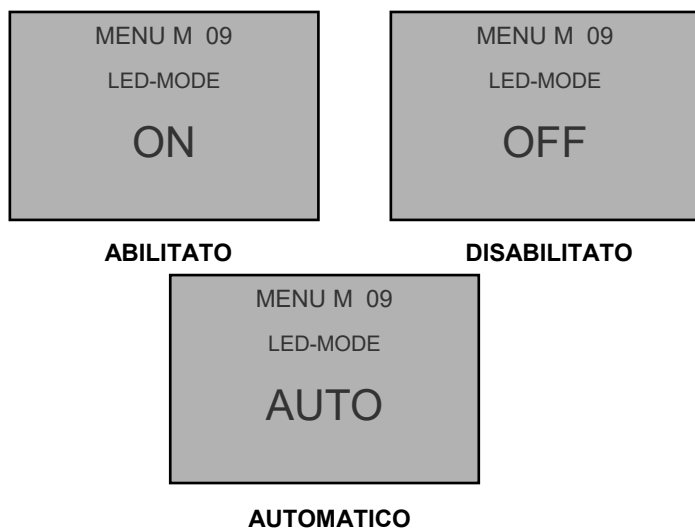 MENU M 09
LED-MODE
ON
ABILITATO
MENU M 09
LED-MODE
OFF
DISABILITATO
MENU M 09
LED-MODE
AUTO
AUTOMATICO